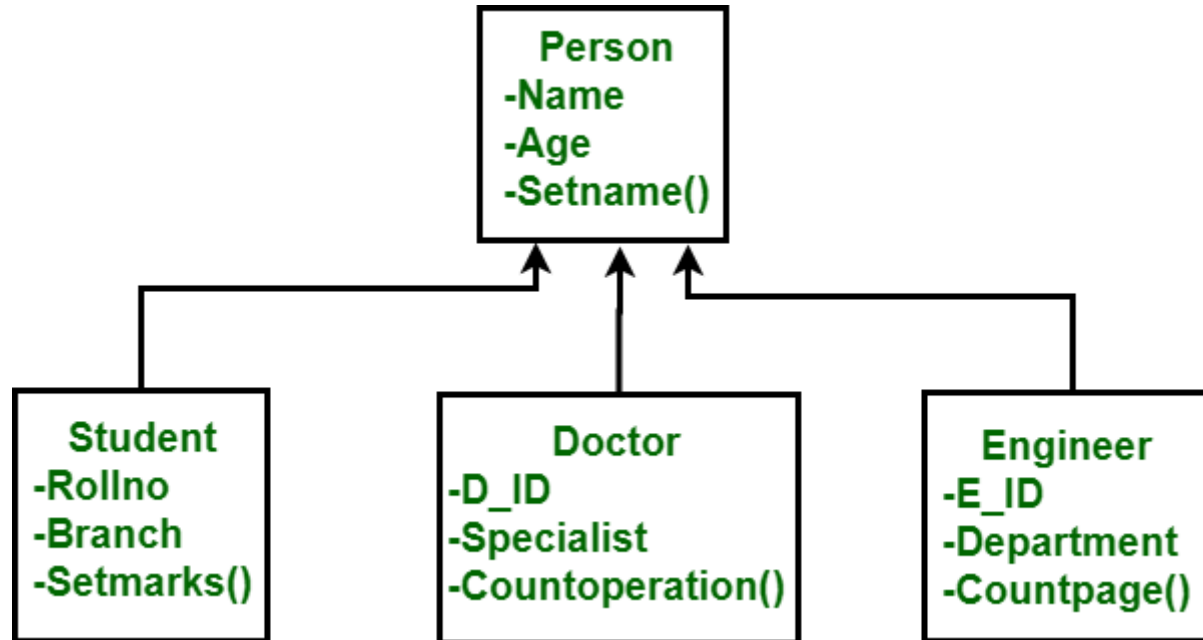 Person
-Name
-Age
-Setname()
Student
-Rollno
-Branch
-Setmarks()
Doctor
-D_ID
-Specialist
-Countoperation()
Engineer
-E_ID
-Department
-Countpage()